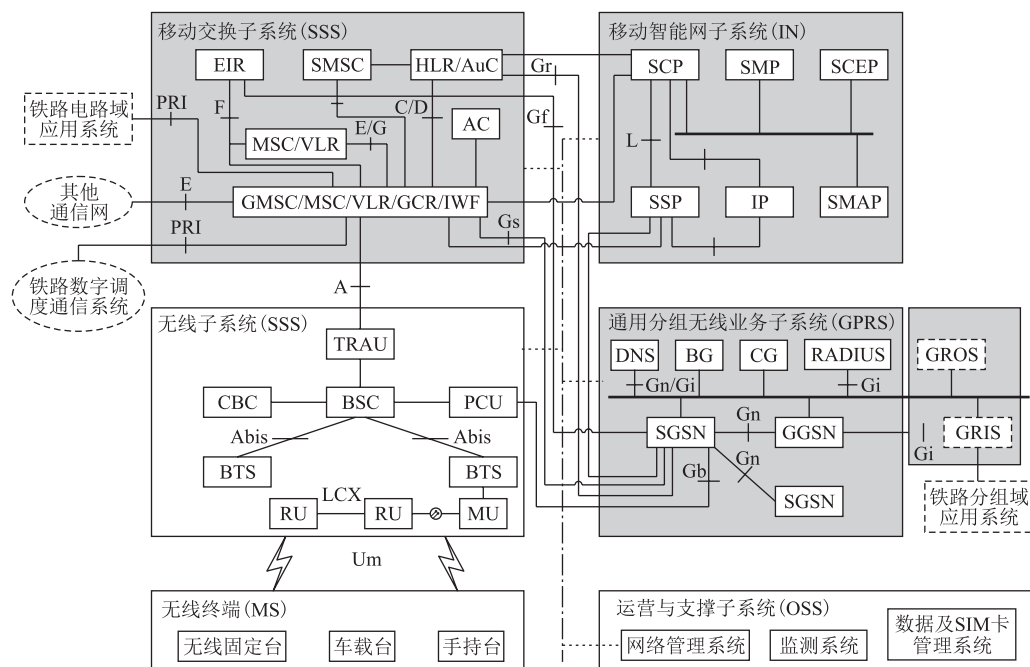 移动交换子系统(SSS)
EIR
SMSC
HLR/AuC
PRI
F
C/D
E/G
AC
MSC/VLR
铁路电路域
应用系统
E
其他
通信网
GMSC/MSC/VLR/GCR/IWF
PRI
Gs
铁路数字调
度通信系统
A
Gr
Gf
移动智能网子系统(IN)
SCP
SMP
SCEP
L
SSP
IP
SMAP
无线子系统(SSS)
TRAU
CBC
BSC
PCU
Abis
Abis
BTS
BTS
LCX
RU
RU
MU
Um
通用分组无线业务子系统(GPRS)
DNS
BG
CG
RADIUS
Gn/Gi
Gi
GROS
SGSN
Gn
GGSN
GRIS
Gi
Gb
Gn
SGSN
铁路分组域
应用系统
无线终端(MS)
无线固定台
车载台
手持台
运营与支撑子系统(OSS)
网络管理系统
监测系统
数据及SIM卡
管理系统